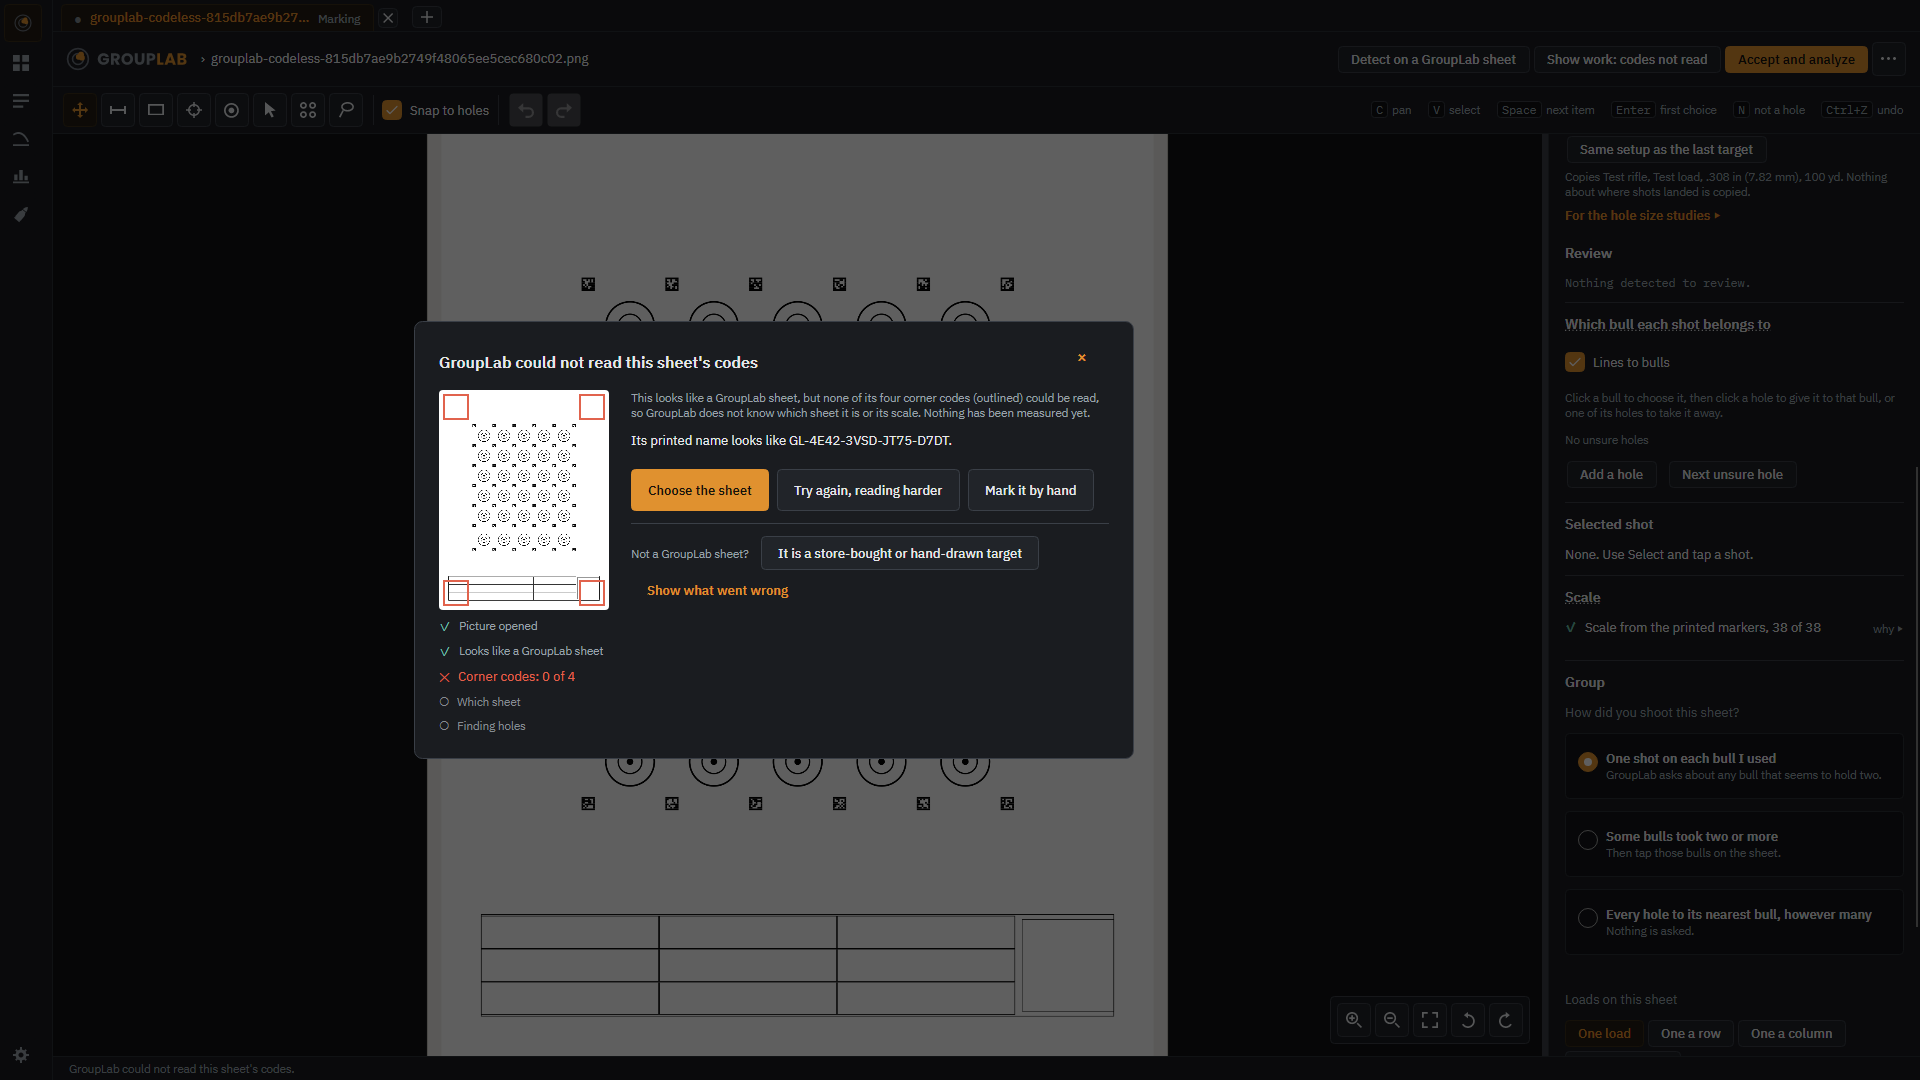 grouplab-codeless-815db7ae9b27... Marking
GROUPLAB › grouplab-codeless-815db7ae9b2749f48065ee5cec680c02.png
Detect on a GroupLab sheet
Show work: codes not read
Accept and analyze
Snap to holes
C pan V select Space next item Enter first choice N not a hole Ctrl+Z undo
Same setup as the last target
Copies Test rifle, Test load, .308 in (7.82 mm), 100 yd. Nothing
about where shots landed is copied.
For the hole size studies
Review
Nothing detected to review.
Which bull each shot belongs to
Lines to bulls
Click a bull to choose it, then click a hole to give it to that bull, or
one of its holes to take it away.
No unsure holes
Add a hole
Next unsure hole
Selected shot
None. Use Select and tap a shot.
Scale
Scale from the printed markers, 38 of 38
why
Group
How did you shoot this sheet?
One shot on each bull I used
GroupLab asks about any bull that seems to hold two.
Some bulls took two or more
Then tap those bulls on the sheet.
Every hole to its nearest bull, however many
Nothing is asked.
Loads on this sheet
One load
One a row
One a column
GroupLab could not read this sheet's codes
This looks like a GroupLab sheet, but none of its four corner codes (outlined) could be read,
so GroupLab does not know which sheet it is or its scale. Nothing has been measured yet.
Its printed name looks like GL-4E42-3VSD-JT75-D7DT.
Choose the sheet
Try again, reading harder
Mark it by hand
Not a GroupLab sheet?
It is a store-bought or hand-drawn target
Show what went wrong
Picture opened
Looks like a GroupLab sheet
Corner codes: 0 of 4
Which sheet
Finding holes
GroupLab could not read this sheet's codes.